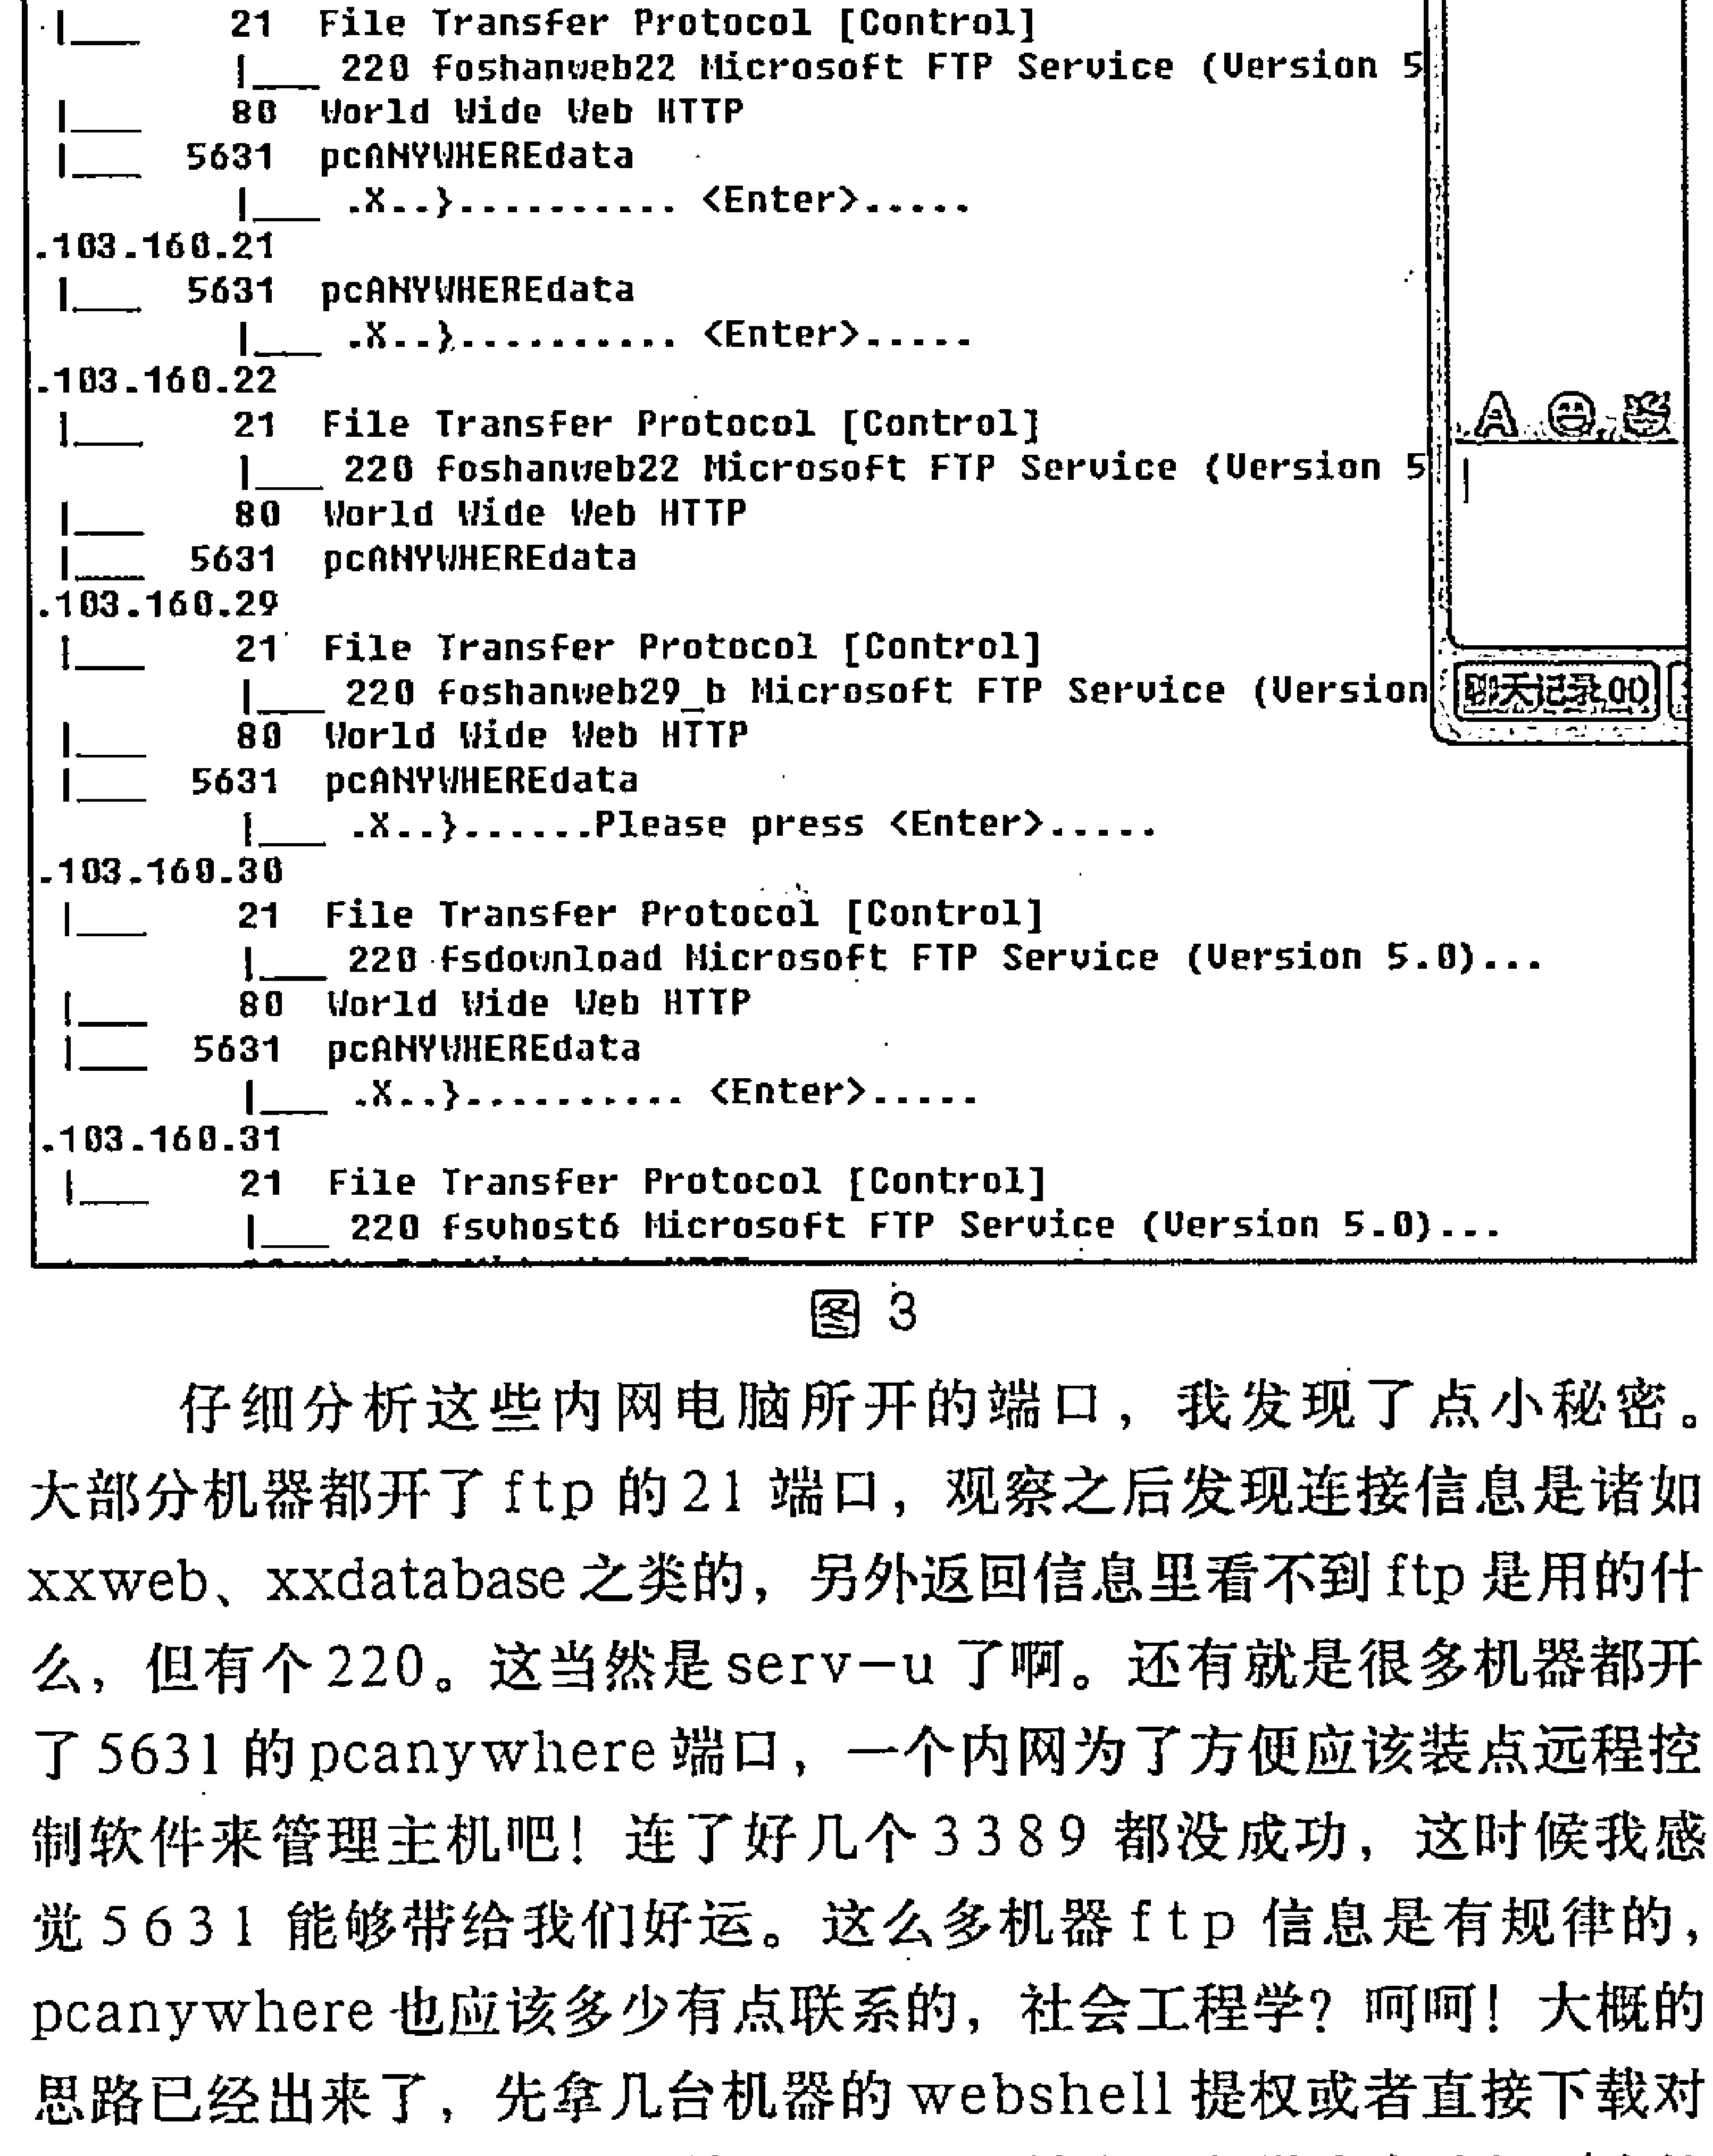 |___ 21 File Transfer Protocol [Control]
|___ 220 foshanweb22 Microsoft FTP Service (Version 5
|___ 80 World Wide Web HTTP
|___ 5631 pcANYWHEREdata
|___ .X..}.......... <Enter>.....
.103.160.21
|___ 5631 pcANYWHEREdata
|___ .X..}.......... <Enter>.....
.103.160.22
|___ 21 File Transfer Protocol [Control]
|___ 220 foshanweb22 Microsoft FTP Service (Version 5
|___ 80 World Wide Web HTTP
|___ 5631 pcANYWHEREdata
.103.160.29
|___ 21 File Transfer Protocol [Control]
|___ 220 foshanweb29_b Microsoft FTP Service (Version
|___ 80 World Wide Web HTTP
|___ 5631 pcANYWHEREdata
|___ .X..}......Please press <Enter>.....
.103.160.30
|___ 21 File Transfer Protocol [Control]
|___ 220 fsdownload Microsoft FTP Service (Version 5.0)...
|___ 80 World Wide Web HTTP
|___ 5631 pcANYWHEREdata
|___ .X..}.......... <Enter>.....
.103.160.31
|___ 21 File Transfer Protocol [Control]
|___ 220 fsvhost6 Microsoft FTP Service (Version 5.0)...
A
聊天记录
图 3
仔细分析这些内网电脑所开的端口，我发现了点小秘密。
大部分机器都开了ftp 的21 端口，观察之后发现连接信息是诸如
xxweb、xxdatabase之类的，另外返回信息里看不到ftp是用的什
么，但有个220。这当然是serv-u了啊。还有就是很多机器都开
了5631的pcanywhere端口，一个内网为了方便应该装点远程控
制软件来管理主机吧！连了好几个3389 都没成功，这时候我感
觉5631 能够带给我们好运。这么多机器ftp 信息是有规律的，
pcanywhere也应该多少有点联系的，社会工程学？呵呵！大概的
思路已经出来了，先拿几台机器的webshell提权或者直接下载对